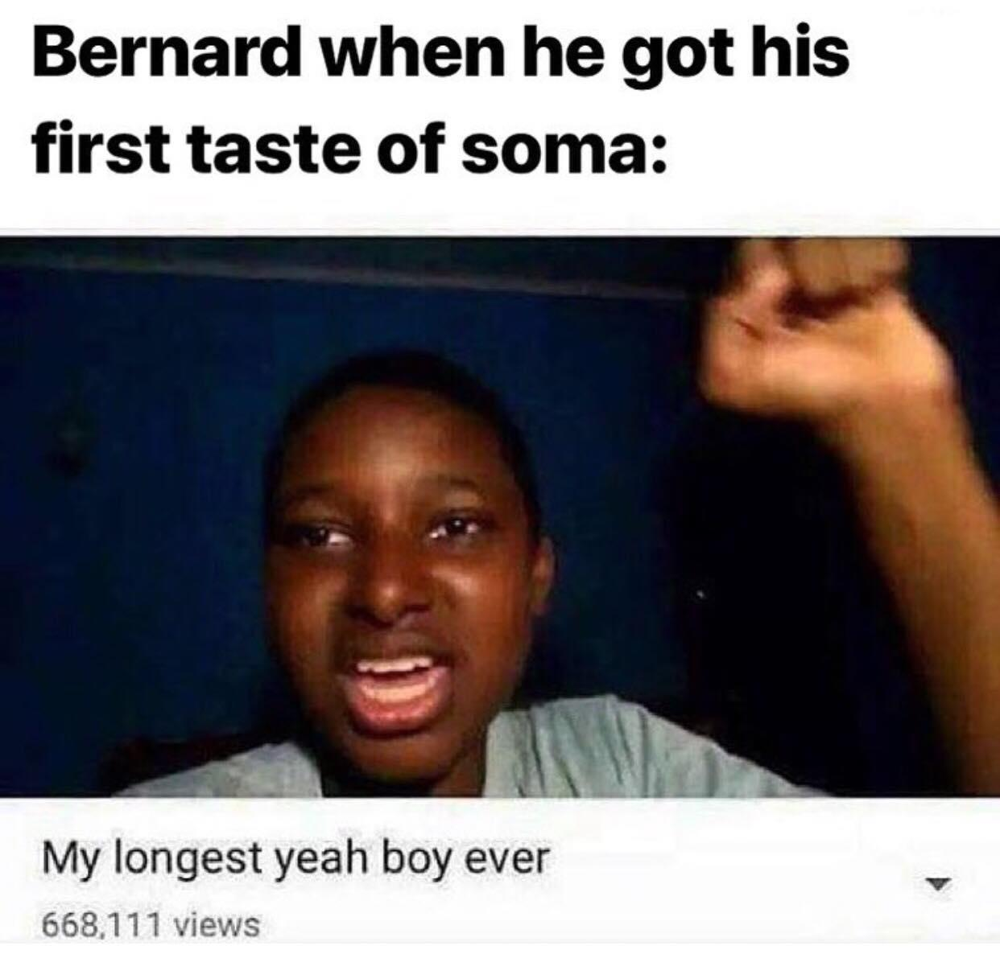 Bernard when he got his
first taste of soma:
My longest yeah boy ever
668,111 views